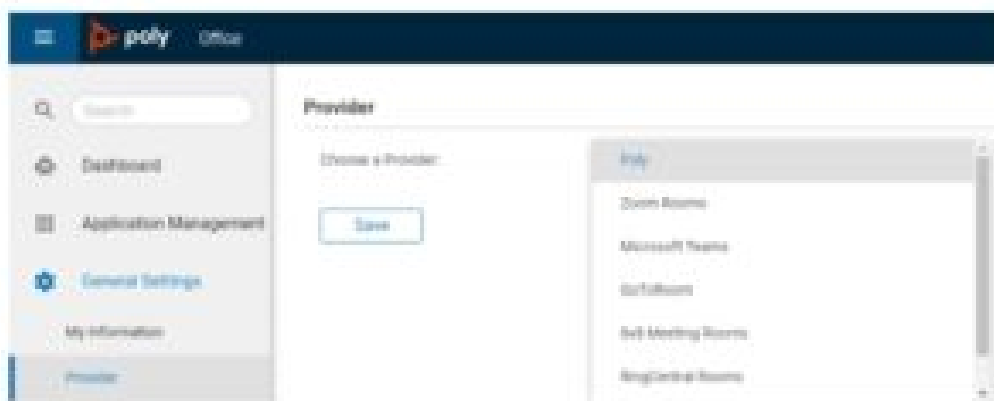 poly Office
Search
Provider
Dashboard
Choose a Provider
Poly
Zoom Rooms
Application Management
Save
Microsoft Teams
General Settings
GoToRoom
My Information
8x8 Meeting Rooms
Provider
RingCentral Rooms